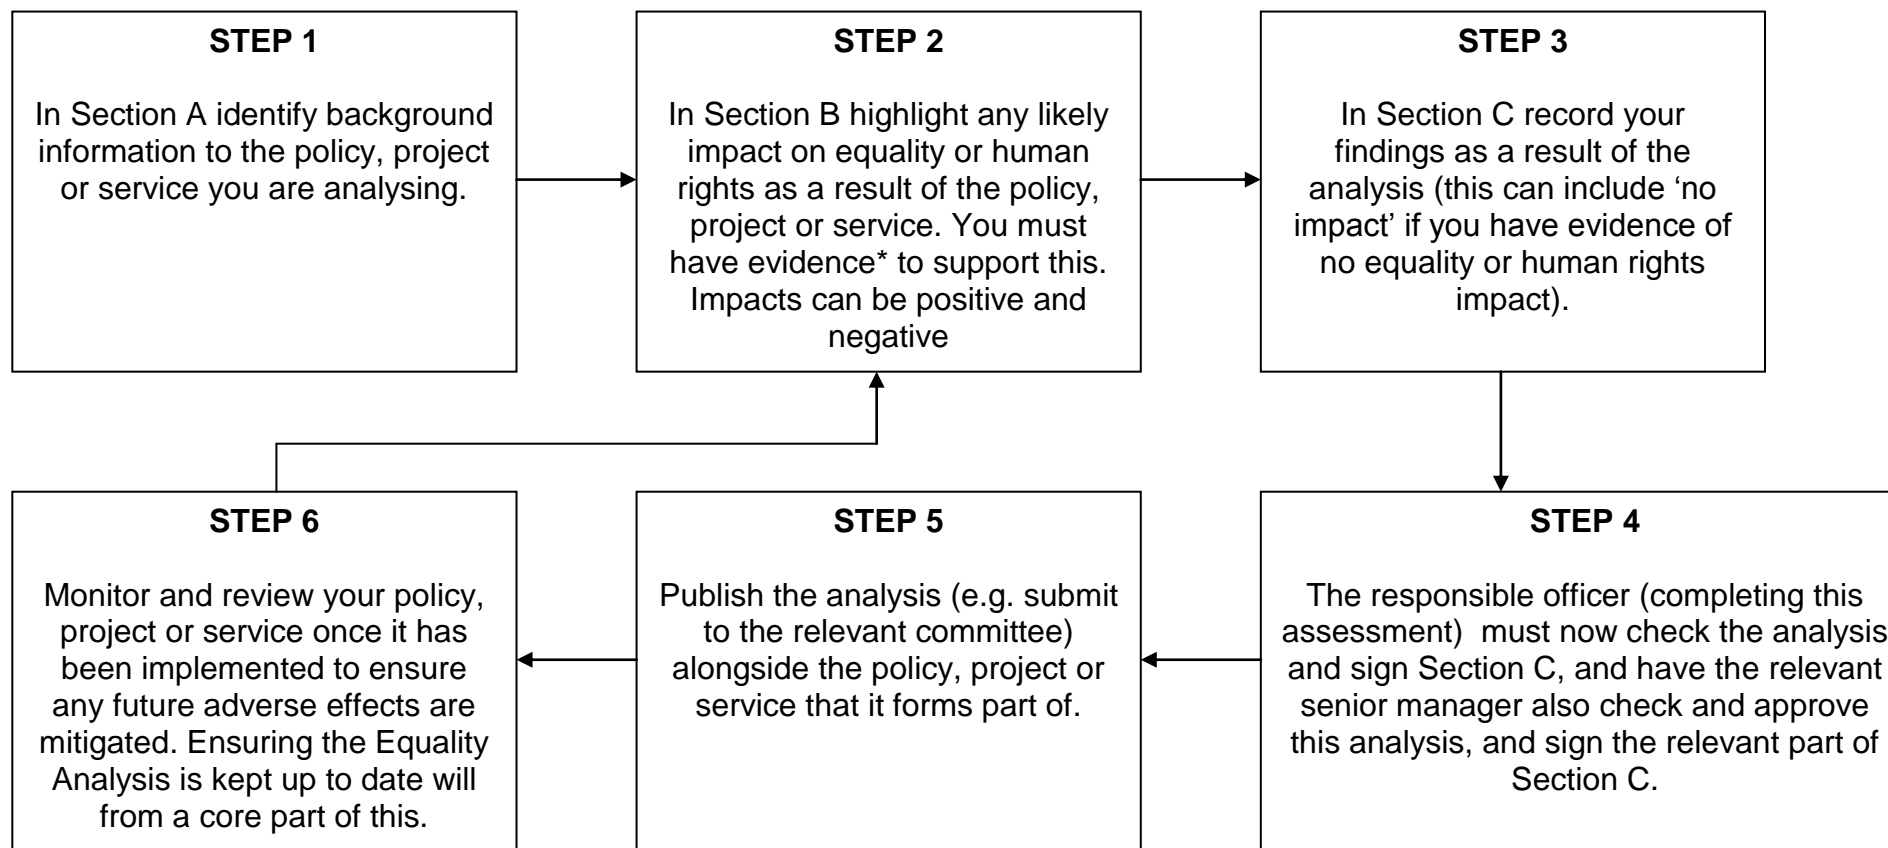 STEP 1
In Section A identify background
information to the policy, project
or service you are analysing.
STEP 2
In Section B highlight any likely
impact on equality or human
rights as a result of the policy,
project or service. You must
have evidence* to support this.
Impacts can be positive and
negative
STEP 3
In Section C record your
findings as a result of the
analysis (this can include ‘no
impact’ if you have evidence of
no equality or human rights
impact).
STEP 4
The responsible officer (completing this
assessment)  must now check the analysis
and sign Section C, and have the relevant
senior manager also check and approve
this analysis, and sign the relevant part of
Section C.
STEP 5
Publish the analysis (e.g. submit
to the relevant committee)
alongside the policy, project or
service that it forms part of.
STEP 6
Monitor and review your policy,
project or service once it has
been implemented to ensure
any future adverse effects are
mitigated. Ensuring the Equality
Analysis is kept up to date will
from a core part of this.